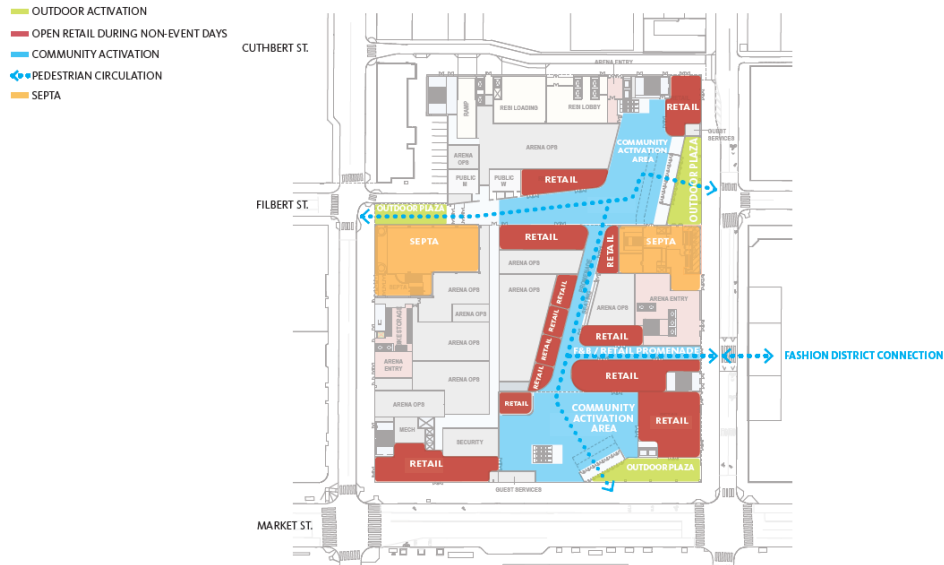 OUTDOOR ACTIVATION
OPEN RETAIL DURING NON-EVENT DAYS
COMMUNITY ACTIVATION
PEDESTRIAN CIRCULATION
SEPTA
CUTHBERT ST.
FILBERT ST.
MARKET ST.
ARENA ENTRY
RAMP
RESI LOADING
RESI LOBBY
RETAIL
GUEST
SERVICES
COMMUNITY
ACTIVATION
AREA
ARENA OPS
ARENA
OPS
PUBLIC
M
PUBLIC
W
RETAIL
OUTDOOR PLAZA
OUTDOOR PLAZA
SEPTA
RETAIL
RETAIL
SEPTA
ARENA OPS
ARENA OPS
ARENA OPS
RETAIL
ARENA OPS
ARENA ENTRY
ARENA OPS
RETAIL
RETAIL
ARENA OPS
RETAIL
F&B / RETAIL PROMENADE
FASHION DISTRICT CONNECTION
ARENA
ENTRY
ARENA OPS
RETAIL
RETAIL
ARENA OPS
RETAIL
COMMUNITY
ACTIVATION
AREA
RETAIL
MECH
SECURITY
RETAIL
OUTDOOR PLAZA
GUEST SERVICES